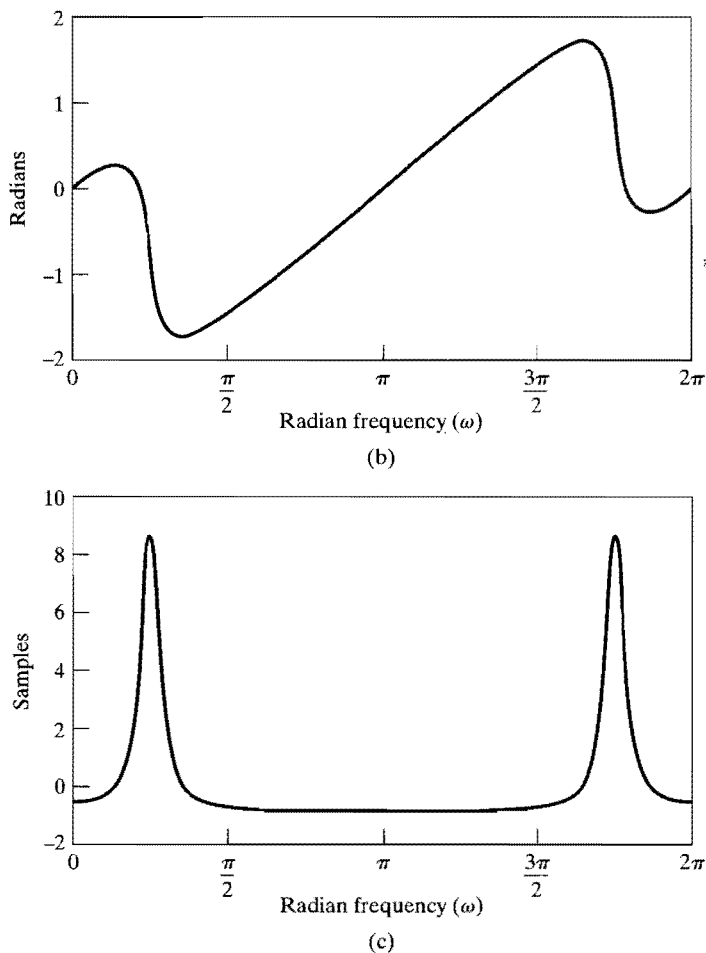 2
1
Radians
0
–1
–2
0
π/2
π
3π/2
2π
Radian frequency (ω)
(b)
10
8
6
Samples
4
2
0
–2
0
π/2
π
3π/2
2π
Radian frequency (ω)
(c)